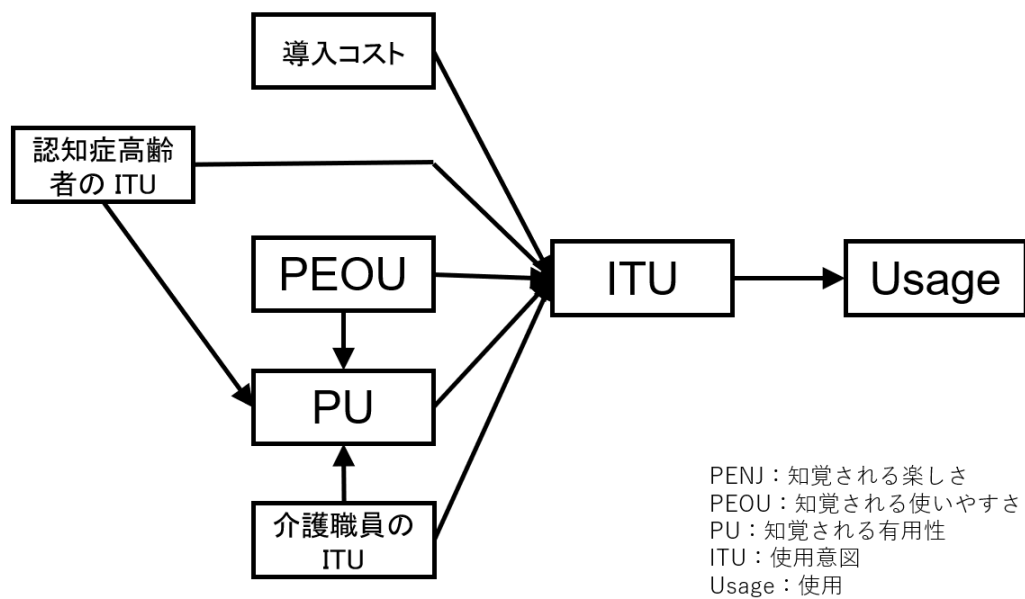 導入コスト
認知症高齢
者の ITU
PEOU
ITU
Usage
PU
介護職員の
ITU
PENJ：知覚される楽しさ
PEOU：知覚される使いやすさ
PU：知覚される有用性
ITU：使用意図
Usage：使用